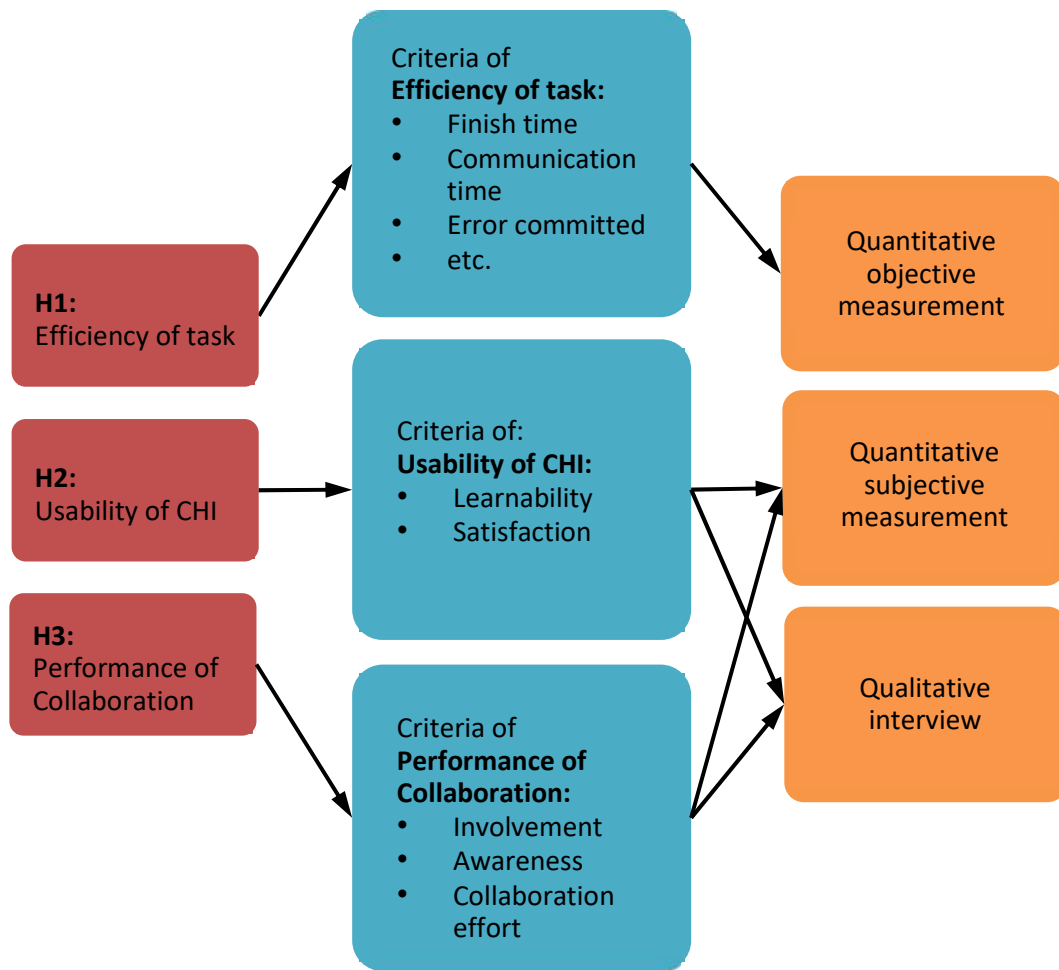 H1:
Efficiency of task
H2:
Usability of CHI
H3:
Performance of
Collaboration
Criteria of
Efficiency of task:
• Finish time
• Communication
time
• Error committed
• etc.
Criteria of:
Usability of CHI:
• Learnability
• Satisfaction
Criteria of
Performance of
Collaboration:
• Involvement
• Awareness
• Collaboration
effort
Quantitative
objective
measurement
Quantitative
subjective
measurement
Qualitative
interview